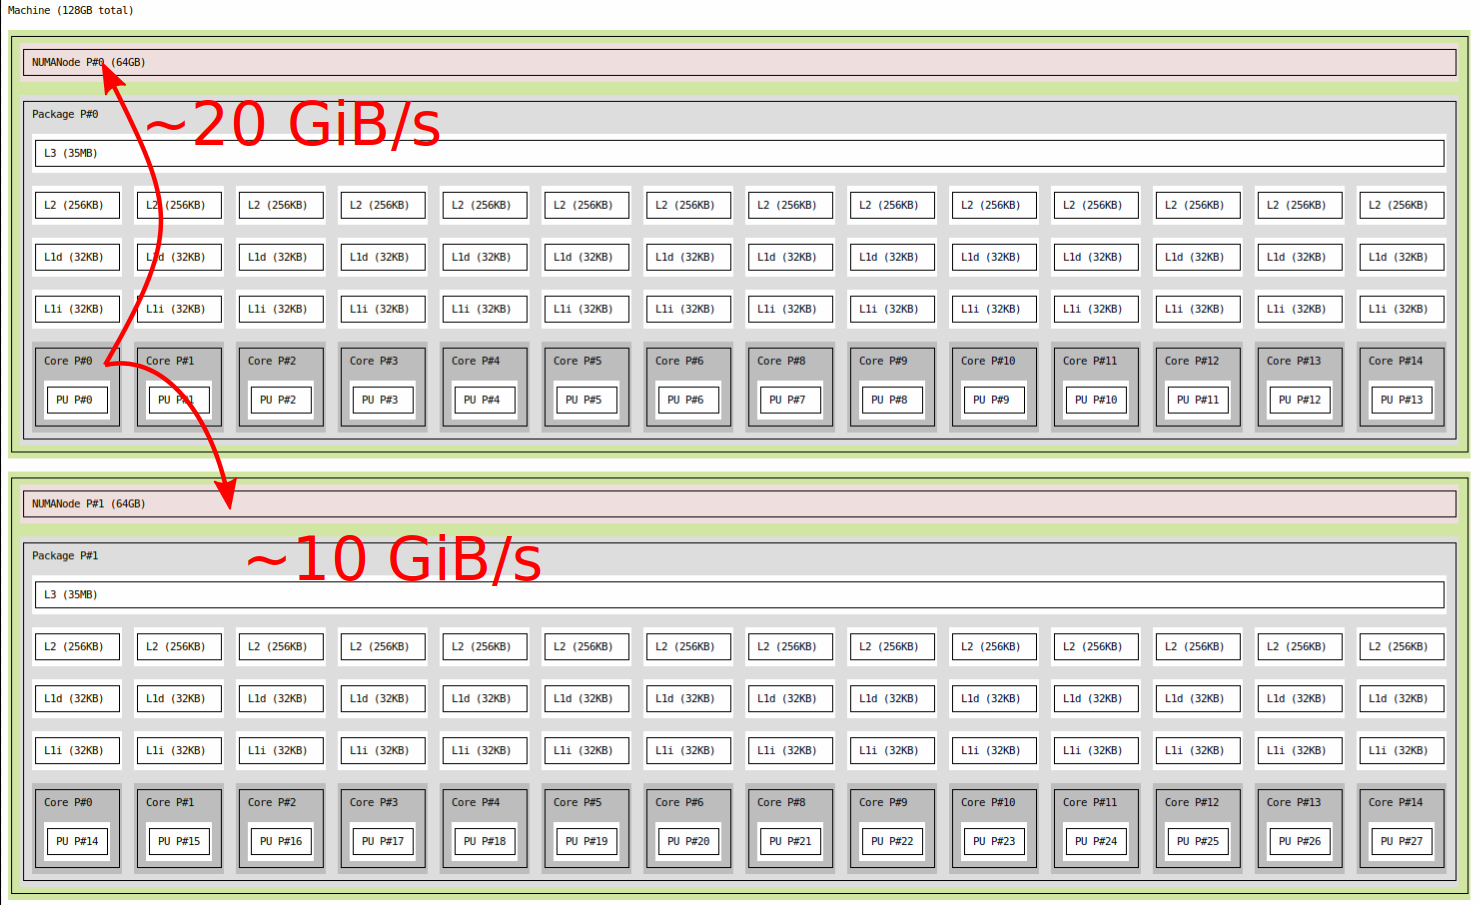 Machine (128GB total)
NUMANode P#0 (64GB)
Package P#0
~20 GiB/s
L3 (35MB)
L2 (256KB) L2 (256KB) L2 (256KB) L2 (256KB) L2 (256KB) L2 (256KB) L2 (256KB) L2 (256KB) L2 (256KB) L2 (256KB) L2 (256KB) L2 (256KB) L2 (256KB) L2 (256KB)
L1d (32KB) L1d (32KB) L1d (32KB) L1d (32KB) L1d (32KB) L1d (32KB) L1d (32KB) L1d (32KB) L1d (32KB) L1d (32KB) L1d (32KB) L1d (32KB) L1d (32KB) L1d (32KB)
L1i (32KB) L1i (32KB) L1i (32KB) L1i (32KB) L1i (32KB) L1i (32KB) L1i (32KB) L1i (32KB) L1i (32KB) L1i (32KB) L1i (32KB) L1i (32KB) L1i (32KB) L1i (32KB)
Core P#0 Core P#1 Core P#2 Core P#3 Core P#4 Core P#5 Core P#6 Core P#8 Core P#9 Core P#10 Core P#11 Core P#12 Core P#13 Core P#14
PU P#0 PU P#1 PU P#2 PU P#3 PU P#4 PU P#5 PU P#6 PU P#7 PU P#8 PU P#9 PU P#10 PU P#11 PU P#12 PU P#13
NUMANode P#1 (64GB)
Package P#1
~10 GiB/s
L3 (35MB)
L2 (256KB) L2 (256KB) L2 (256KB) L2 (256KB) L2 (256KB) L2 (256KB) L2 (256KB) L2 (256KB) L2 (256KB) L2 (256KB) L2 (256KB) L2 (256KB) L2 (256KB) L2 (256KB)
L1d (32KB) L1d (32KB) L1d (32KB) L1d (32KB) L1d (32KB) L1d (32KB) L1d (32KB) L1d (32KB) L1d (32KB) L1d (32KB) L1d (32KB) L1d (32KB) L1d (32KB) L1d (32KB)
L1i (32KB) L1i (32KB) L1i (32KB) L1i (32KB) L1i (32KB) L1i (32KB) L1i (32KB) L1i (32KB) L1i (32KB) L1i (32KB) L1i (32KB) L1i (32KB) L1i (32KB) L1i (32KB)
Core P#0 Core P#1 Core P#2 Core P#3 Core P#4 Core P#5 Core P#6 Core P#8 Core P#9 Core P#10 Core P#11 Core P#12 Core P#13 Core P#14
PU P#14 PU P#15 PU P#16 PU P#17 PU P#18 PU P#19 PU P#20 PU P#21 PU P#22 PU P#23 PU P#24 PU P#25 PU P#26 PU P#27